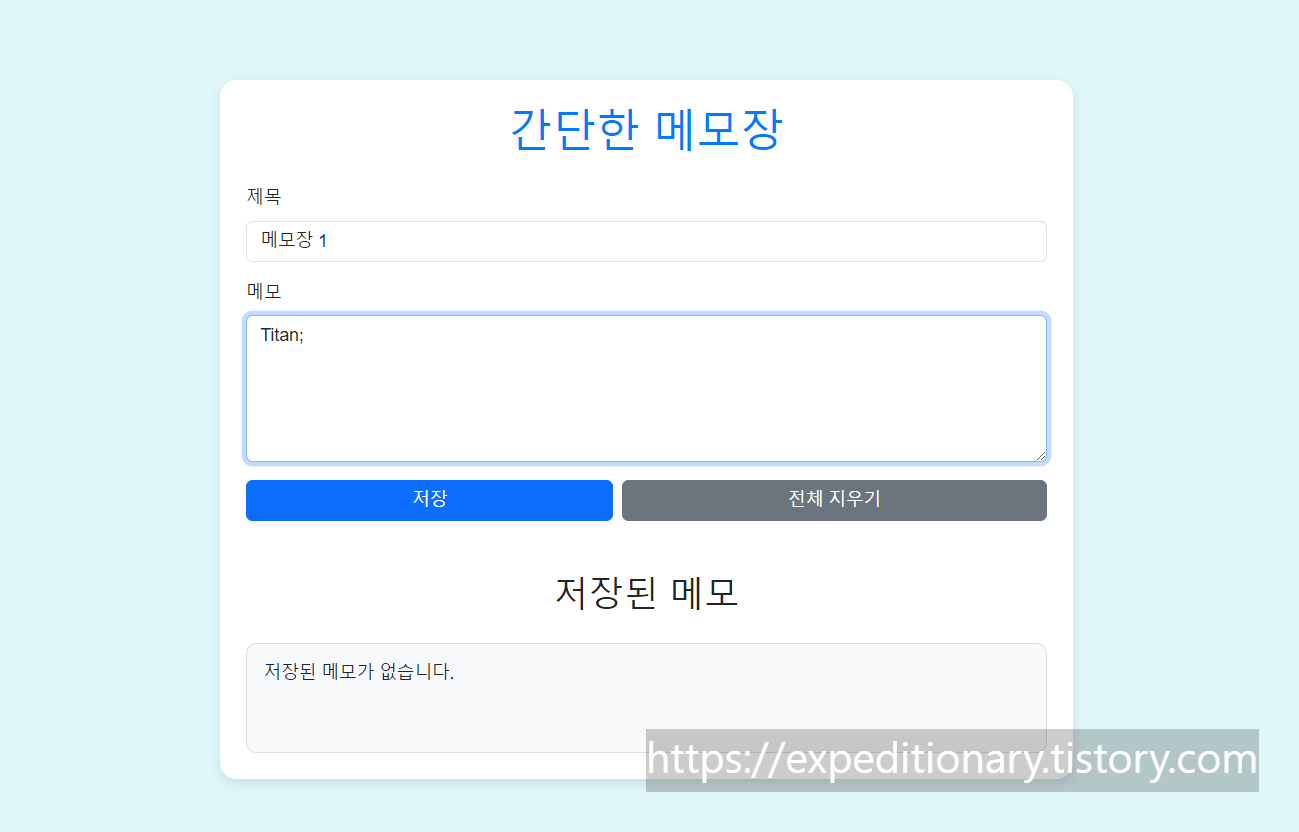 간단한 메모장
제목
메모장 1
메모
Titan;
저장
전체 지우기
저장된 메모
저장된 메모가 없습니다.
https://expeditionary.tistory.com